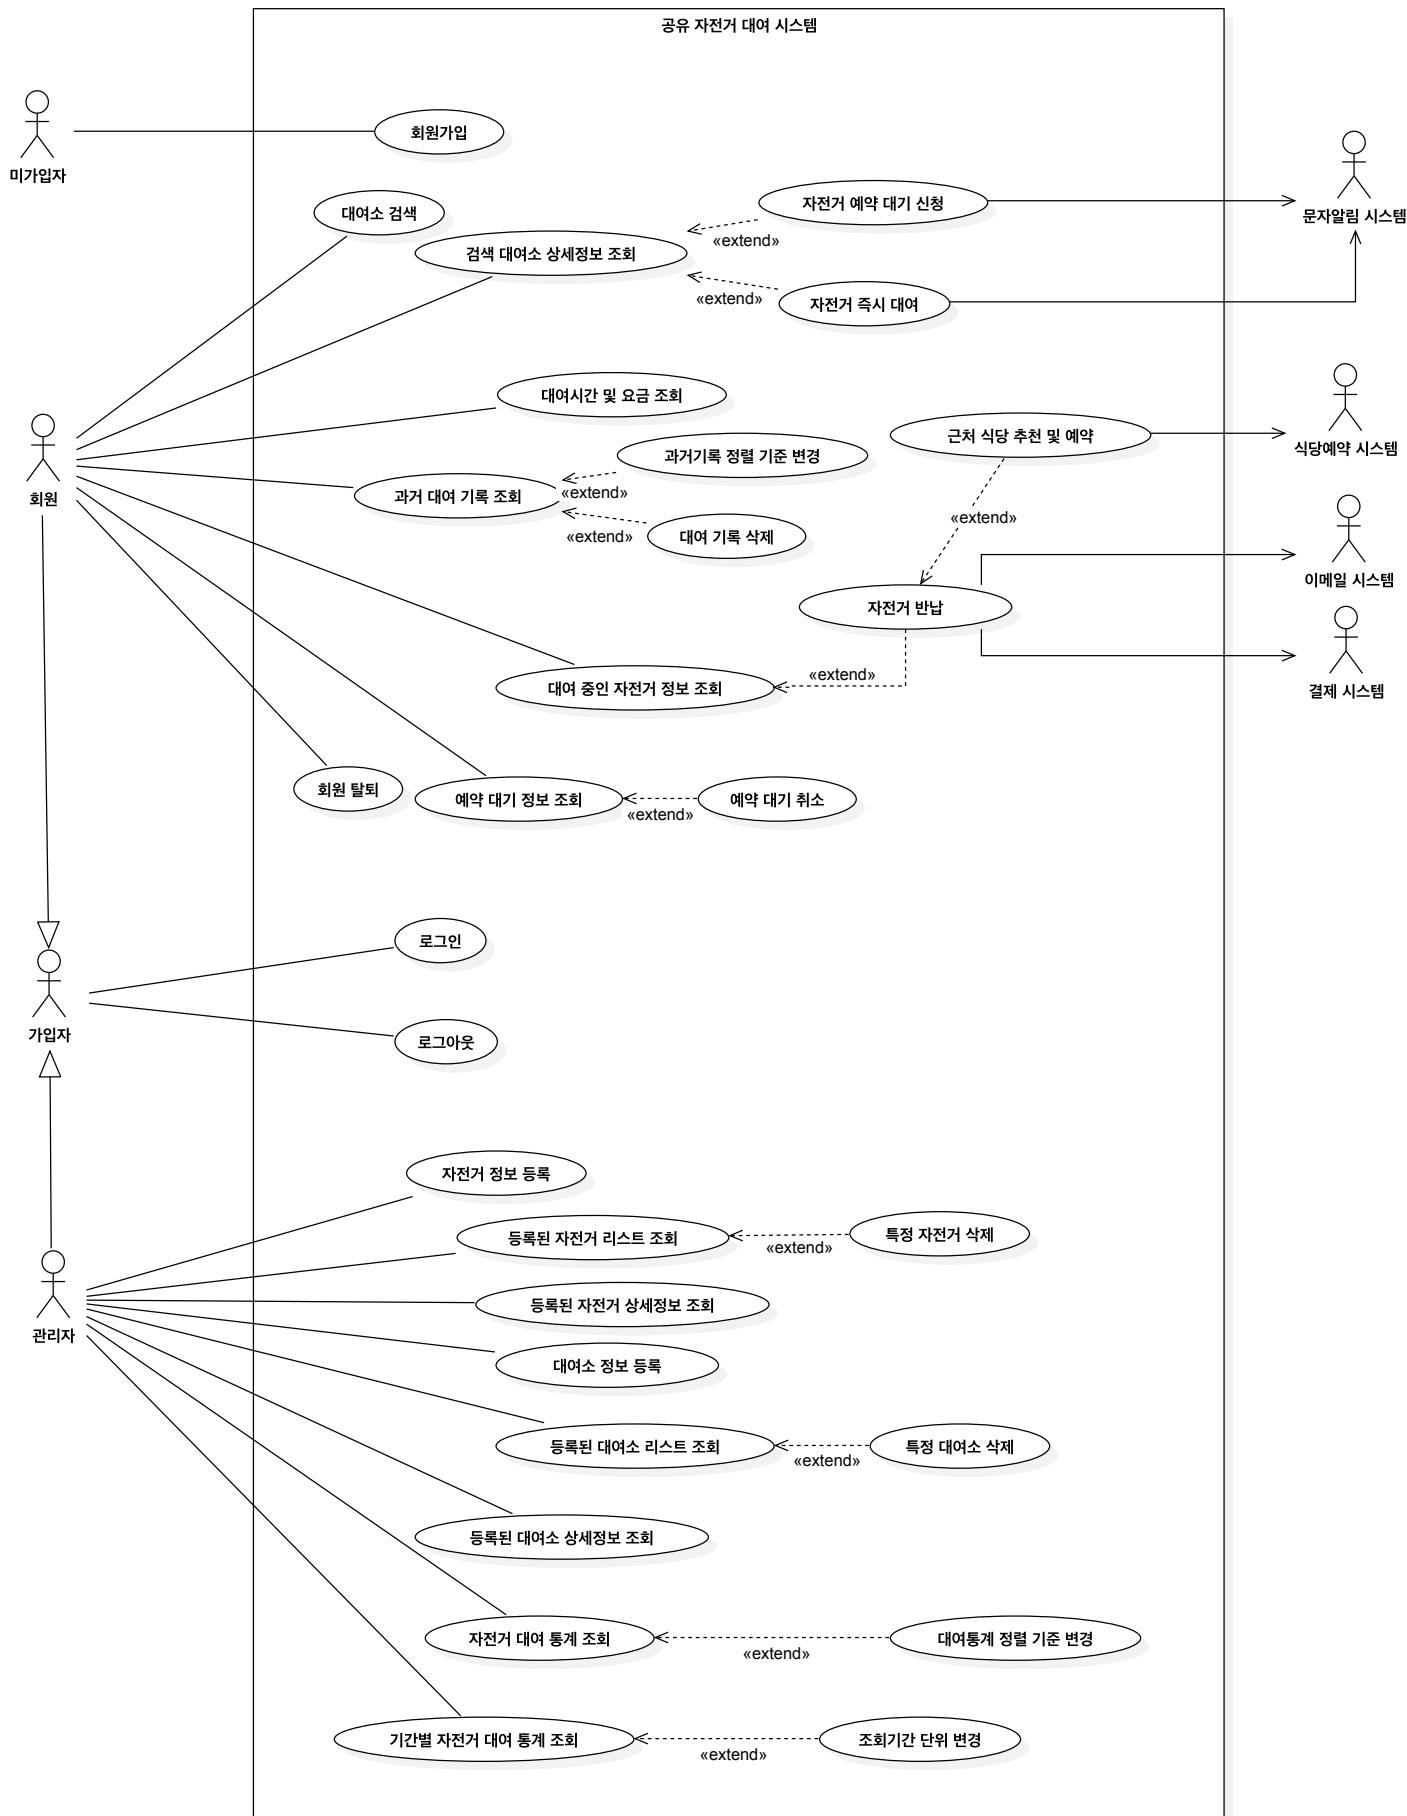 공유 자전거 대여 시스템
미가입자
회원가입
대여소 검색
검색 대여소 상세정보 조회
자전거 예약 대기 신청
«extend»
자전거 즉시 대여
«extend»
문자알림 시스템
회원
대여시간 및 요금 조회
과거 대여 기록 조회
과거기록 정렬 기준 변경
«extend»
대여 기록 삭제
«extend»
근처 식당 추천 및 예약
«extend»
식당예약 시스템
이메일 시스템
자전거 반납
결제 시스템
대여 중인 자전거 정보 조회
«extend»
회원 탈퇴
예약 대기 정보 조회
«extend»
예약 대기 취소
로그인
가입자
로그아웃
자전거 정보 등록
등록된 자전거 리스트 조회
«extend»
특정 자전거 삭제
관리자
등록된 자전거 상세정보 조회
대여소 정보 등록
등록된 대여소 리스트 조회
«extend»
특정 대여소 삭제
등록된 대여소 상세정보 조회
자전거 대여 통계 조회
«extend»
대여통계 정렬 기준 변경
기간별 자전거 대여 통계 조회
«extend»
조회기간 단위 변경